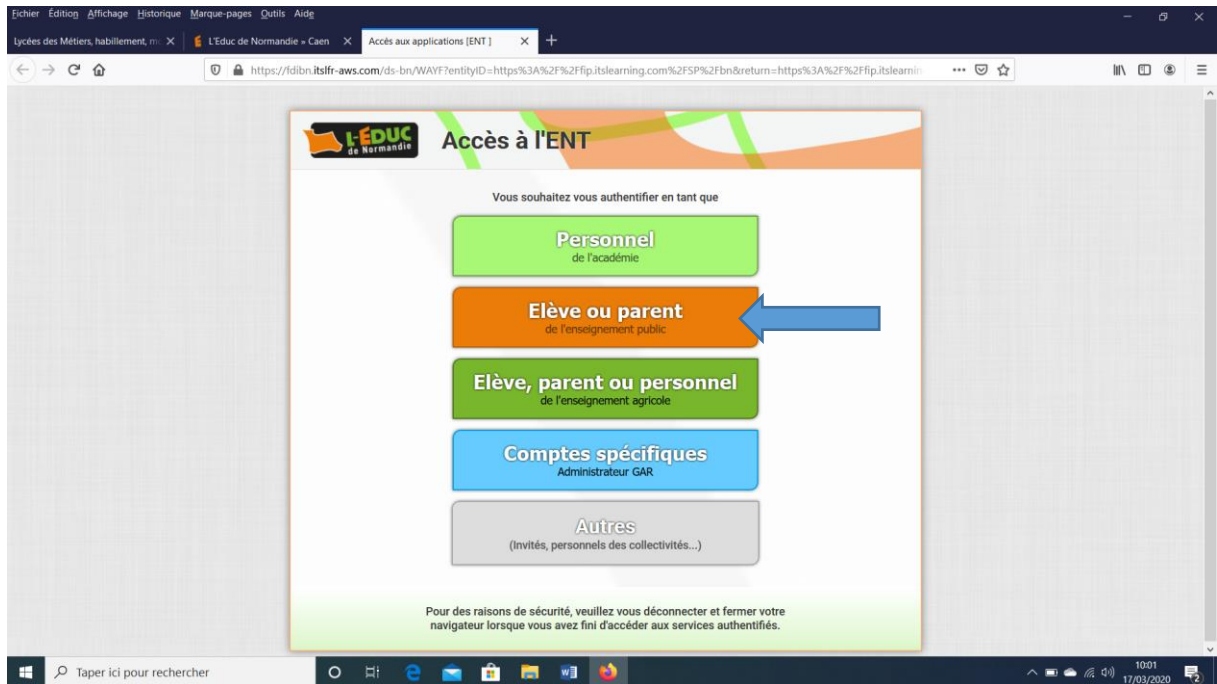 Fichier Édition Affichage Historique Marque-pages Outils Aide
Lycées des Métiers, habillement, m
L'Educ de Normandie » Caen
Accès aux applications [ENT ]
https://fdibn.itslfr-aws.com/ds-bn/WAYF?entityID=https%3A%2F%2Ffip.itslearning.com%2FSP%2Fbn&return=https%3A%2F%2Ffip.itslearnin
L-ÉDUC
de Normandie
Accès à l'ENT
Vous souhaitez vous authentifier en tant que
Personnel
de l'académie
Elève ou parent
de l'enseignement public
Elève, parent ou personnel
de l'enseignement agricole
Comptes spécifiques
Administrateur GAR
Autres
(Invités, personnels des collectivités...)
Pour des raisons de sécurité, veuillez vous déconnecter et fermer votre
navigateur lorsque vous avez fini d'accéder aux services authentifiés.
Taper ici pour rechercher
10:01
17/03/2020
2